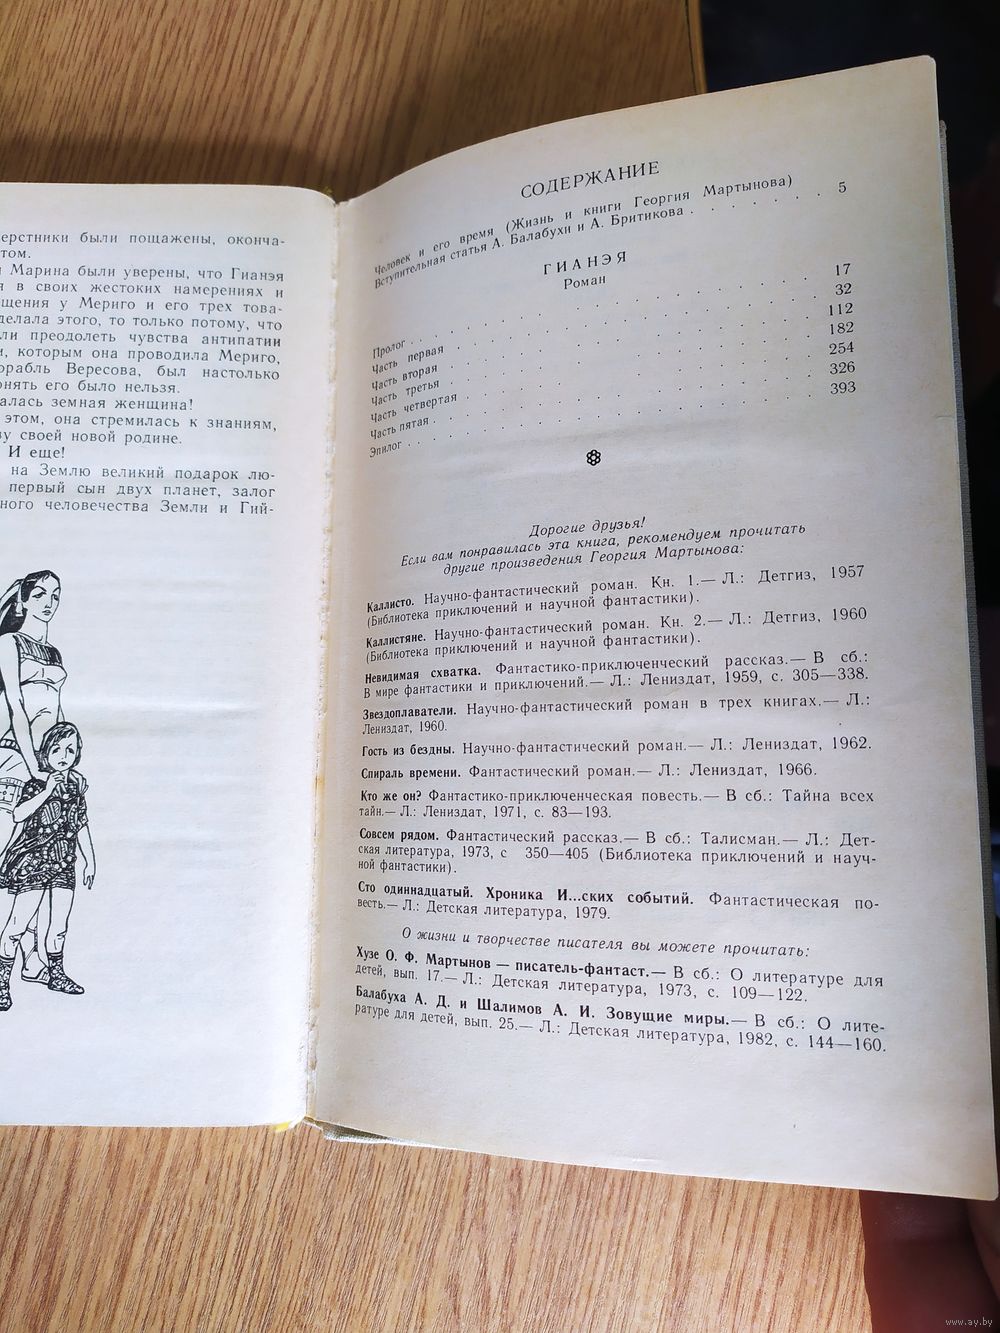 ерстники были пощажены, оконча-
том.
Марина были уверены, что Гианэя
в своих жестоких намерениях и
щения у Мериго и его трех това-
делала этого, то только потому, что
ли преодолеть чувства антипатии
и, которым она проводила Мериго,
орабль Вересова, был настолько
онять его было нельзя.
алась земная женщина!
этом, она стремилась к знаниям,
зу своей новой родине.
И еще!
на Землю великий подарок лю-
первый сын двух планет, залог
ного человечества Земли и Гий-
СОДЕРЖАНИЕ
Человек и его время (Жизнь и книги Георгия Мартынова)
Вступительная статья А. Балабухи и А. Бритикова . . . . . . . 5
ГИАНЭЯ
Роман
Пролог . . . 17
Часть первая . . . 32
Часть вторая . . . 112
Часть третья . . . 182
Часть четвертая . . . 254
Часть пятая . . . 326
Эпилог . . . 393
Дорогие друзья!
Если вам понравилась эта книга, рекомендуем прочитать
другие произведения Георгия Мартынова:
Каллисто. Научно-фантастический роман. Кн. 1.— Л.: Детгиз, 1957
(Библиотека приключений и научной фантастики).
Каллистяне. Научно-фантастический роман. Кн. 2.— Л.: Детгиз, 1960
(Библиотека приключений и научной фантастики).
Невидимая схватка. Фантастико-приключенческий рассказ.— В сб.:
В мире фантастики и приключений.— Л.: Лениздат, 1959, с. 305—338.
Звездоплаватели. Научно-фантастический роман в трех книгах.— Л.:
Лениздат, 1960.
Гость из бездны. Научно-фантастический роман.— Л.: Лениздат, 1962.
Спираль времени. Фантастический роман.— Л.: Лениздат, 1966.
Кто же он? Фантастико-приключенческая повесть.— В сб.: Тайна всех
тайн.— Л.: Лениздат, 1971, с. 83—193.
Совсем рядом. Фантастический рассказ.— В сб.: Талисман.— Л.: Дет-
ская литература, 1973, с 350—405 (Библиотека приключений и науч-
ной фантастики).
Сто одиннадцатый. Хроника И...ских событий. Фантастическая по-
весть.— Л.: Детская литература, 1979.
О жизни и творчестве писателя вы можете прочитать:
Хузе О. Ф. Мартынов — писатель-фантаст.— В сб.: О литературе для
детей, вып. 17.— Л.: Детская литература, 1973, с. 109—122.
Балабуха А. Д. и Шалимов А. И. Зовущие миры.— В сб.: О лите-
ратуре для детей, вып. 25.— Л.: Детская литература, 1982, с. 144—160.
www.ay.by